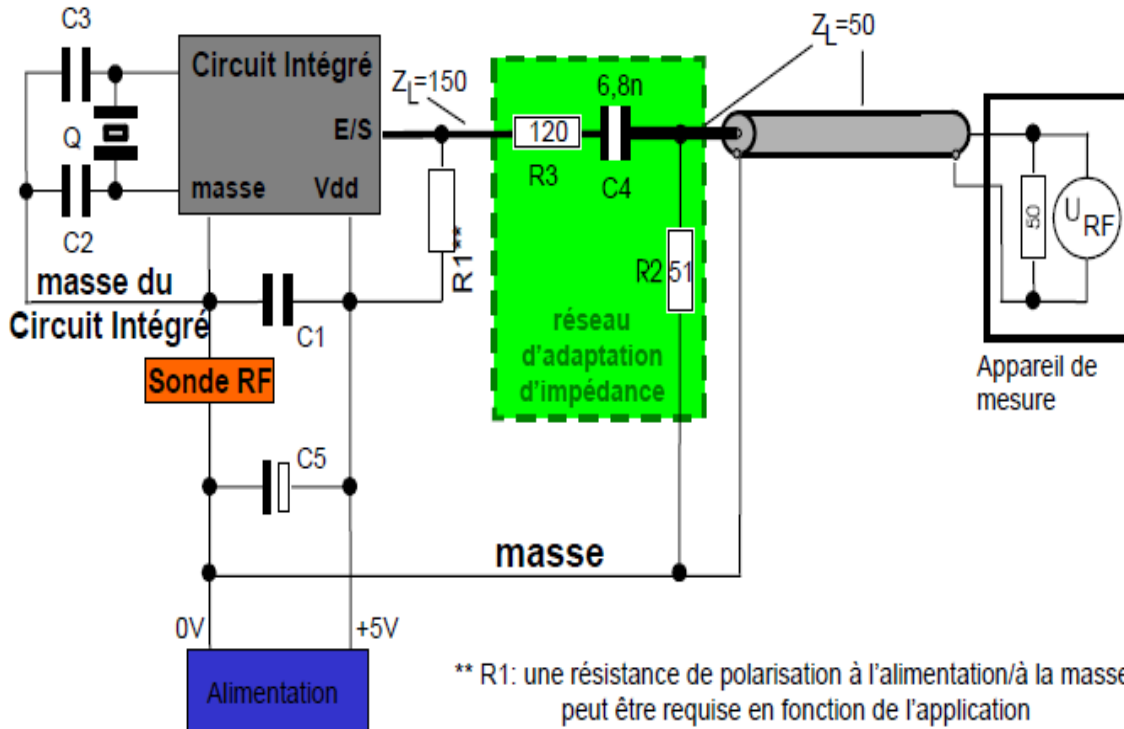 C3
Circuit Intégré
Q
E/S
masse
Vdd
C2
masse du
Circuit Intégré
C1
R1**
Sonde RF
C5
masse
0V
+5V
Alimentation
ZL=150
6,8n
120
R3
C4
R2
51
réseau
d'adaptation
d'impédance
ZL=50
50
URF
Appareil de
mesure
** R1: une résistance de polarisation à l'alimentation/à la masse
peut être requise en fonction de l'application